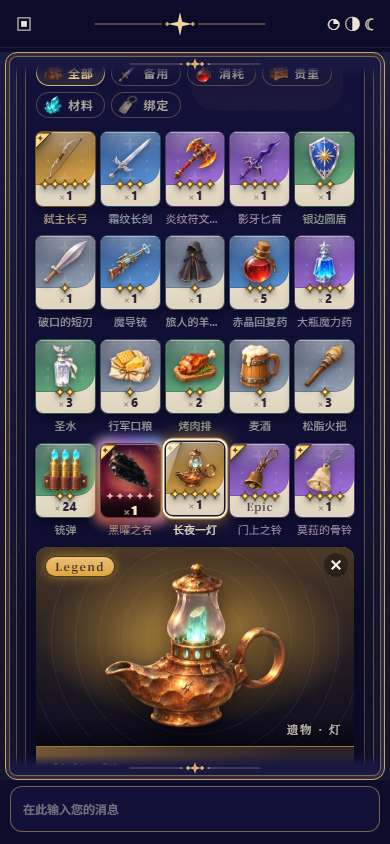 全部 备用 消耗 贵重
材料 绑定
×1 ×1 ×1 ×1 ×1
弑主长弓 霜纹长剑 炎纹符文... 影牙匕首 银边圆盾
×1 ×1 ×1 ×5 ×2
破口的短刃 魔导铳 旅人的羊... 赤晶回复药 大瓶魔力药
×3 ×6 ×2 ×1 ×3
圣水 行军口粮 烤肉排 麦酒 松脂火把
×24 ×1 ×1 Epic ×1
铳弹 黑曜之名 长夜一灯 门上之铃 莫菈的骨铃
Legend
遗物 · 灯
在此输入您的消息